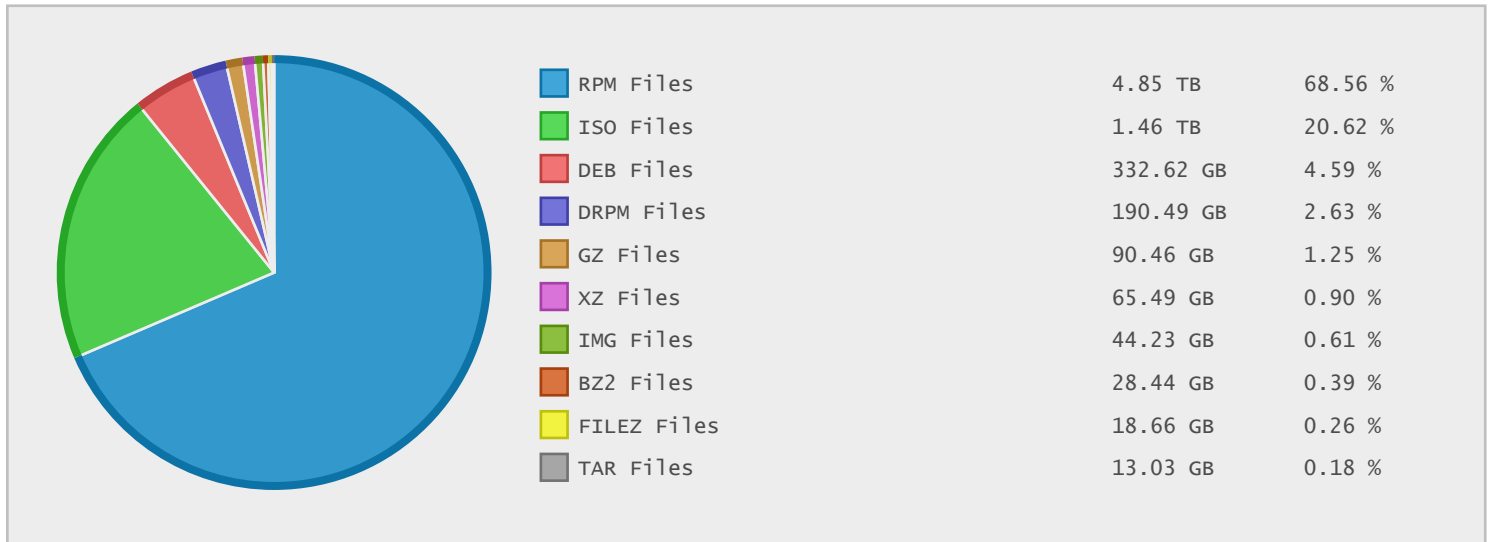 RPM Files 4.85 TB 68.56 %
ISO Files 1.46 TB 20.62 %
DEB Files 332.62 GB 4.59 %
DRPM Files 190.49 GB 2.63 %
GZ Files 90.46 GB 1.25 %
XZ Files 65.49 GB 0.90 %
IMG Files 44.23 GB 0.61 %
BZ2 Files 28.44 GB 0.39 %
FILEZ Files 18.66 GB 0.26 %
TAR Files 13.03 GB 0.18 %